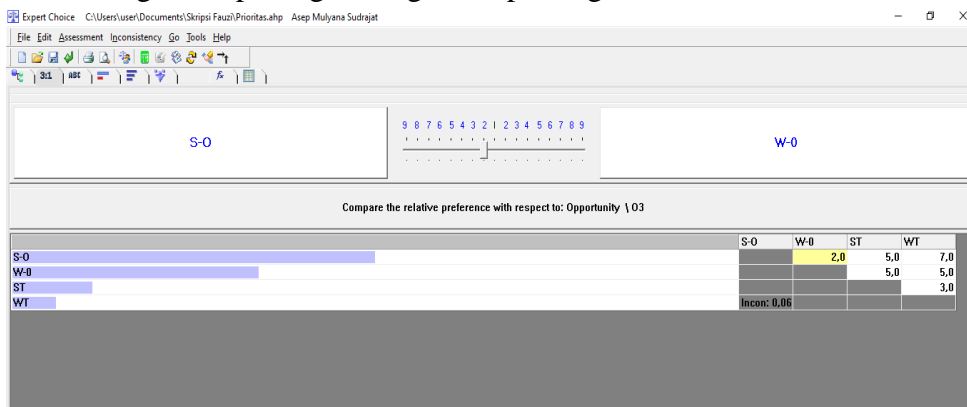 Expert Choice C:\Users\user\Documents\Skripsi Fauzi\Prioritas.ahp Asep Mulyana Sudrajat
File Edit Assessment Inconsistency Go Tools Help
3:1 ABC fx
9 8 7 6 5 4 3 2 1 2 3 4 5 6 7 8 9
S-O W-0
Compare the relative preference with respect to: Opportunity \ O3
S-O W-0 ST WT
S-O 2,0 5,0 7,0
W-0 5,0 5,0
ST 3,0
WT Incon: 0,06